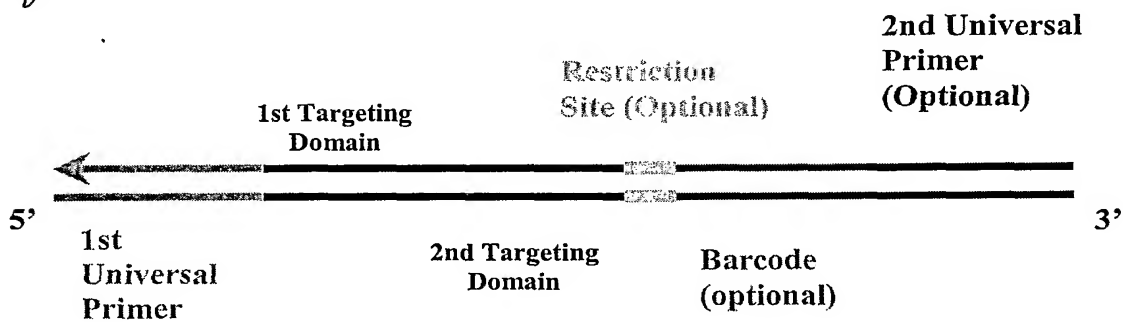 2nd Universal
Primer
(Optional)
Restriction
Site (Optional)
1st Targeting
Domain
5’
3’
1st
Universal
Primer
2nd Targeting
Domain
Barcode
(optional)